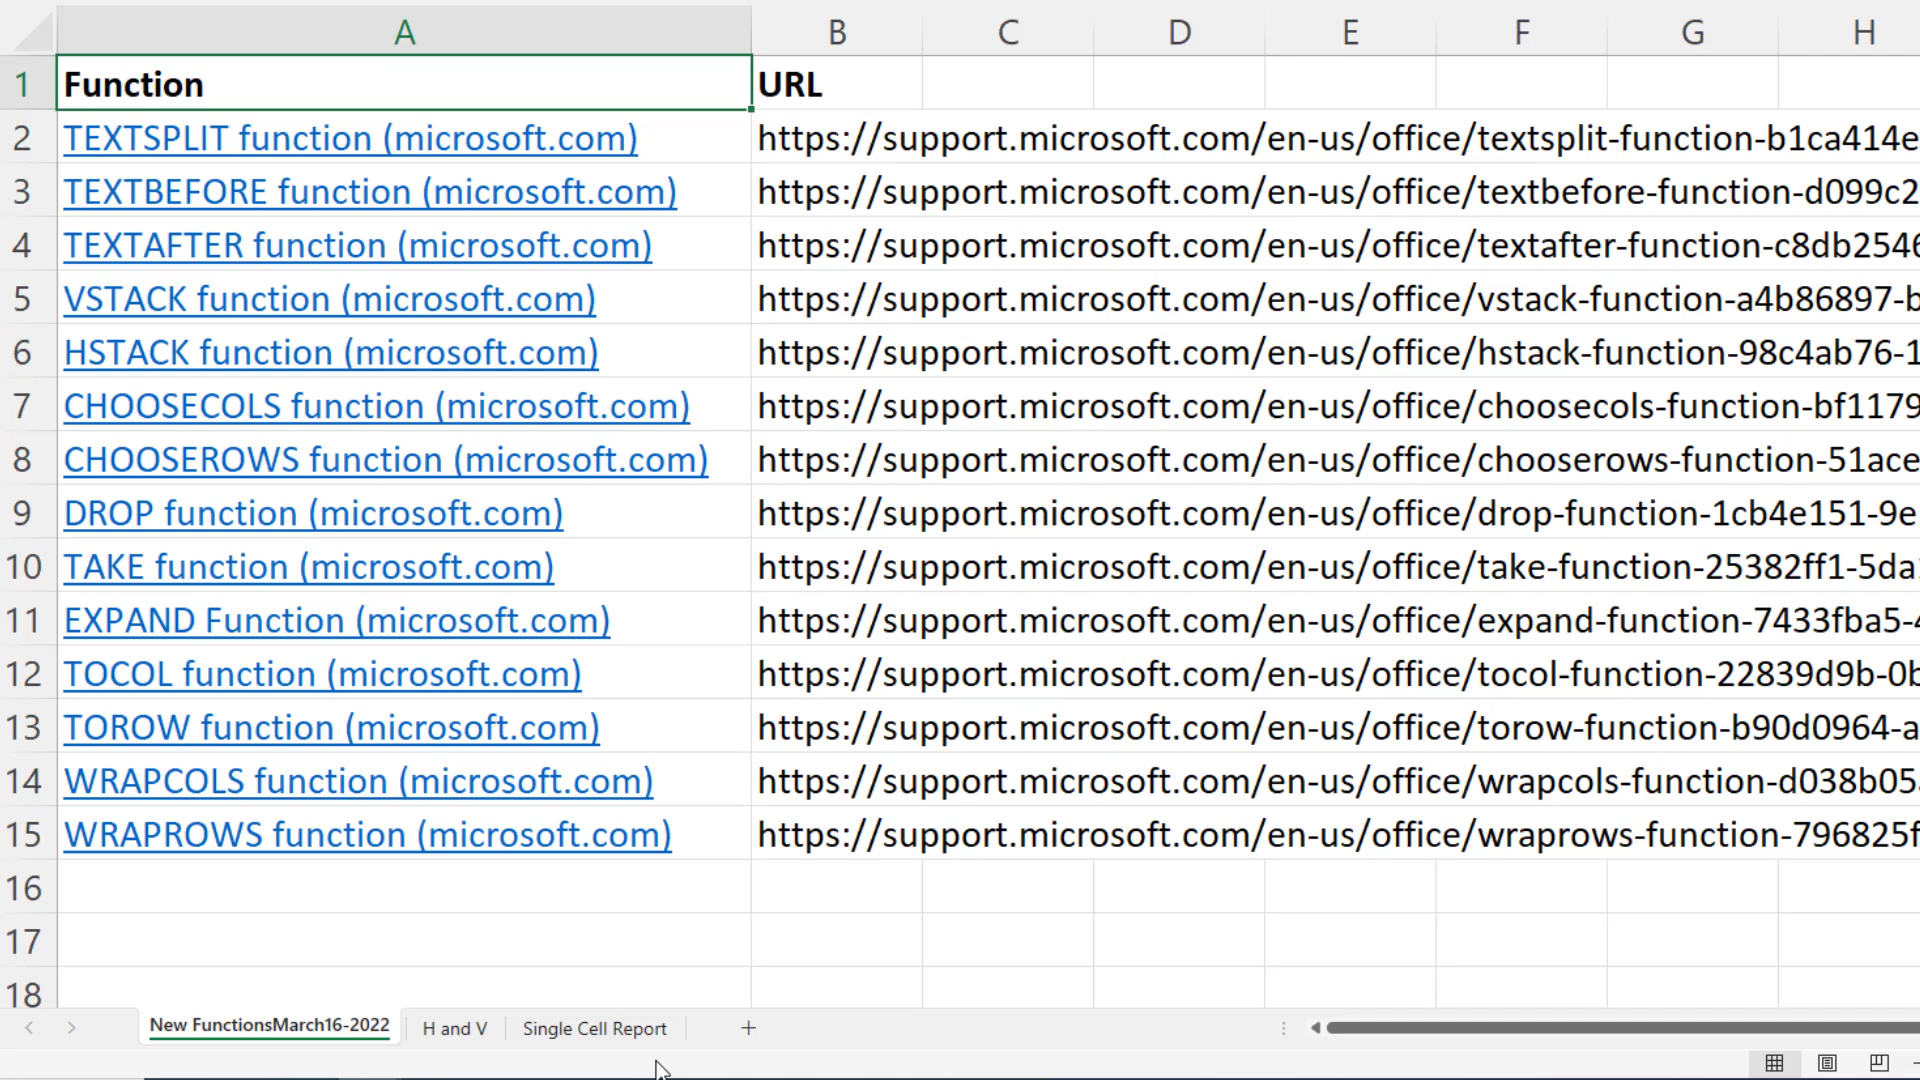 A B C D E F G H
1 Function URL
2 TEXTSPLIT function (microsoft.com) https://support.microsoft.com/en-us/office/textsplit-function-b1ca414e
3 TEXTBEFORE function (microsoft.com) https://support.microsoft.com/en-us/office/textbefore-function-d099c2
4 TEXTAFTER function (microsoft.com) https://support.microsoft.com/en-us/office/textafter-function-c8db2546
5 VSTACK function (microsoft.com) https://support.microsoft.com/en-us/office/vstack-function-a4b86897-b
6 HSTACK function (microsoft.com) https://support.microsoft.com/en-us/office/hstack-function-98c4ab76-1
7 CHOOSECOLS function (microsoft.com) https://support.microsoft.com/en-us/office/choosecols-function-bf1179
8 CHOOSEROWS function (microsoft.com) https://support.microsoft.com/en-us/office/chooserows-function-51ace
9 DROP function (microsoft.com) https://support.microsoft.com/en-us/office/drop-function-1cb4e151-9e
10 TAKE function (microsoft.com) https://support.microsoft.com/en-us/office/take-function-25382ff1-5da
11 EXPAND Function (microsoft.com) https://support.microsoft.com/en-us/office/expand-function-7433fba5-4
12 TOCOL function (microsoft.com) https://support.microsoft.com/en-us/office/tocol-function-22839d9b-0b
13 TOROW function (microsoft.com) https://support.microsoft.com/en-us/office/torow-function-b90d0964-a
14 WRAPCOLS function (microsoft.com) https://support.microsoft.com/en-us/office/wrapcols-function-d038b05
15 WRAPROWS function (microsoft.com) https://support.microsoft.com/en-us/office/wraprows-function-796825f
16
17
18
New FunctionsMarch16-2022 H and V Single Cell Report